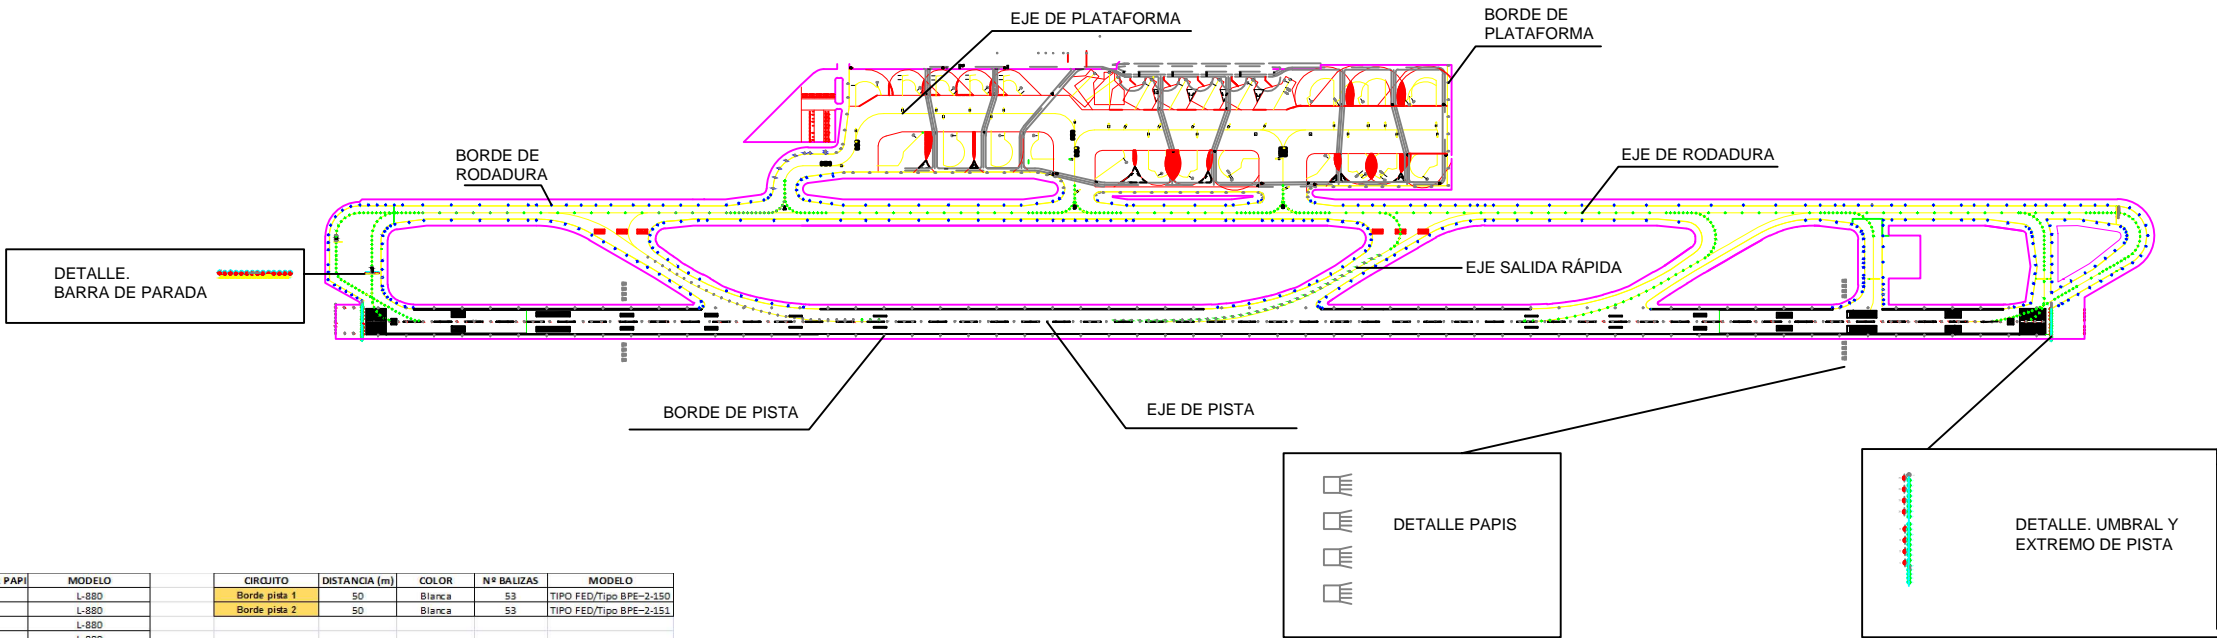 EJE DE PLATAFORMA
BORDE DE
PLATAFORMA
BORDE DE
RODADURA
EJE DE RODADURA
DETALLE.
BARRA DE PARADA
EJE SALIDA RÁPIDA
BORDE DE PISTA
EJE DE PISTA
DETALLE PAPIS
DETALLE. UMBRAL Y
EXTREMO DE PISTA
PAPI MODELO
L-880
L-880
L-880
L-880
CIRCUITO DISTANCIA (m) COLOR Nº BALIZAS MODELO
Borde pista 1 50 Blanca 53 TIPO FED/Tipo BPE-2-150
Borde pista 2 50 Blanca 53 TIPO FED/Tipo BPE-2-151